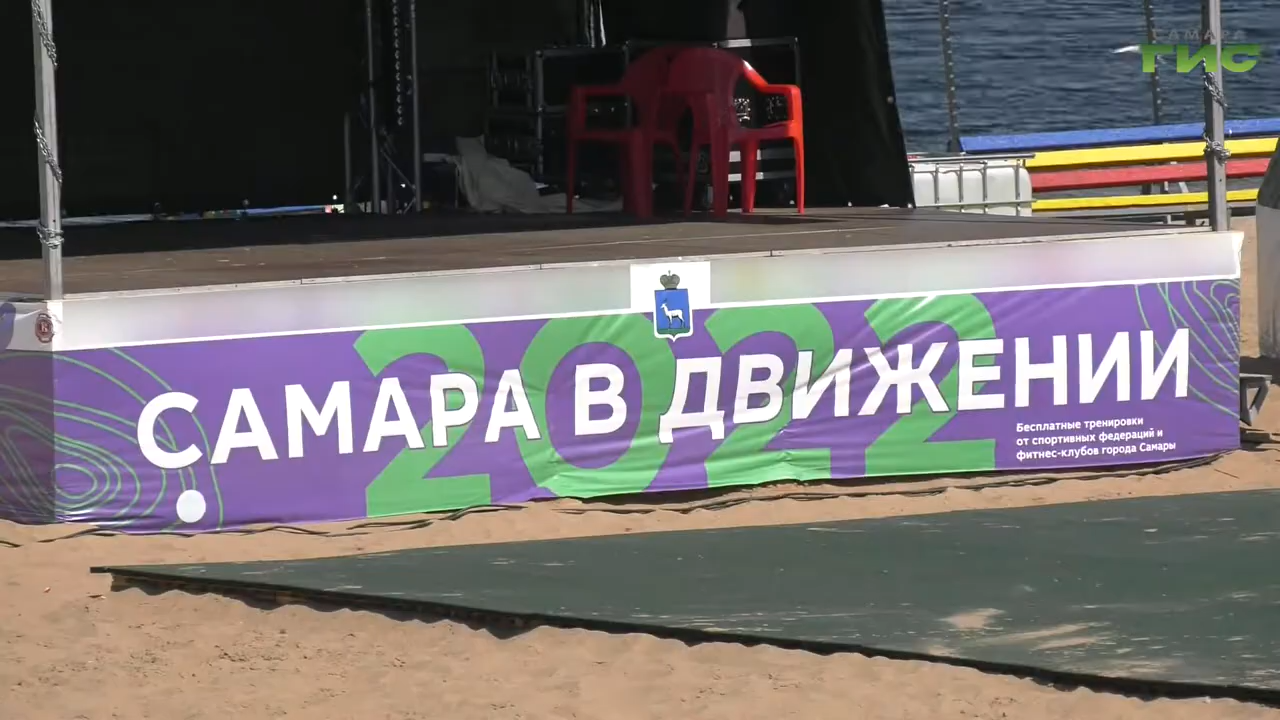 САМАРА
ГИС
2022
САМАРА В ДВИЖЕНИИ
Бесплатные тренировки
от спортивных федераций и
фитнес-клубов города Самары